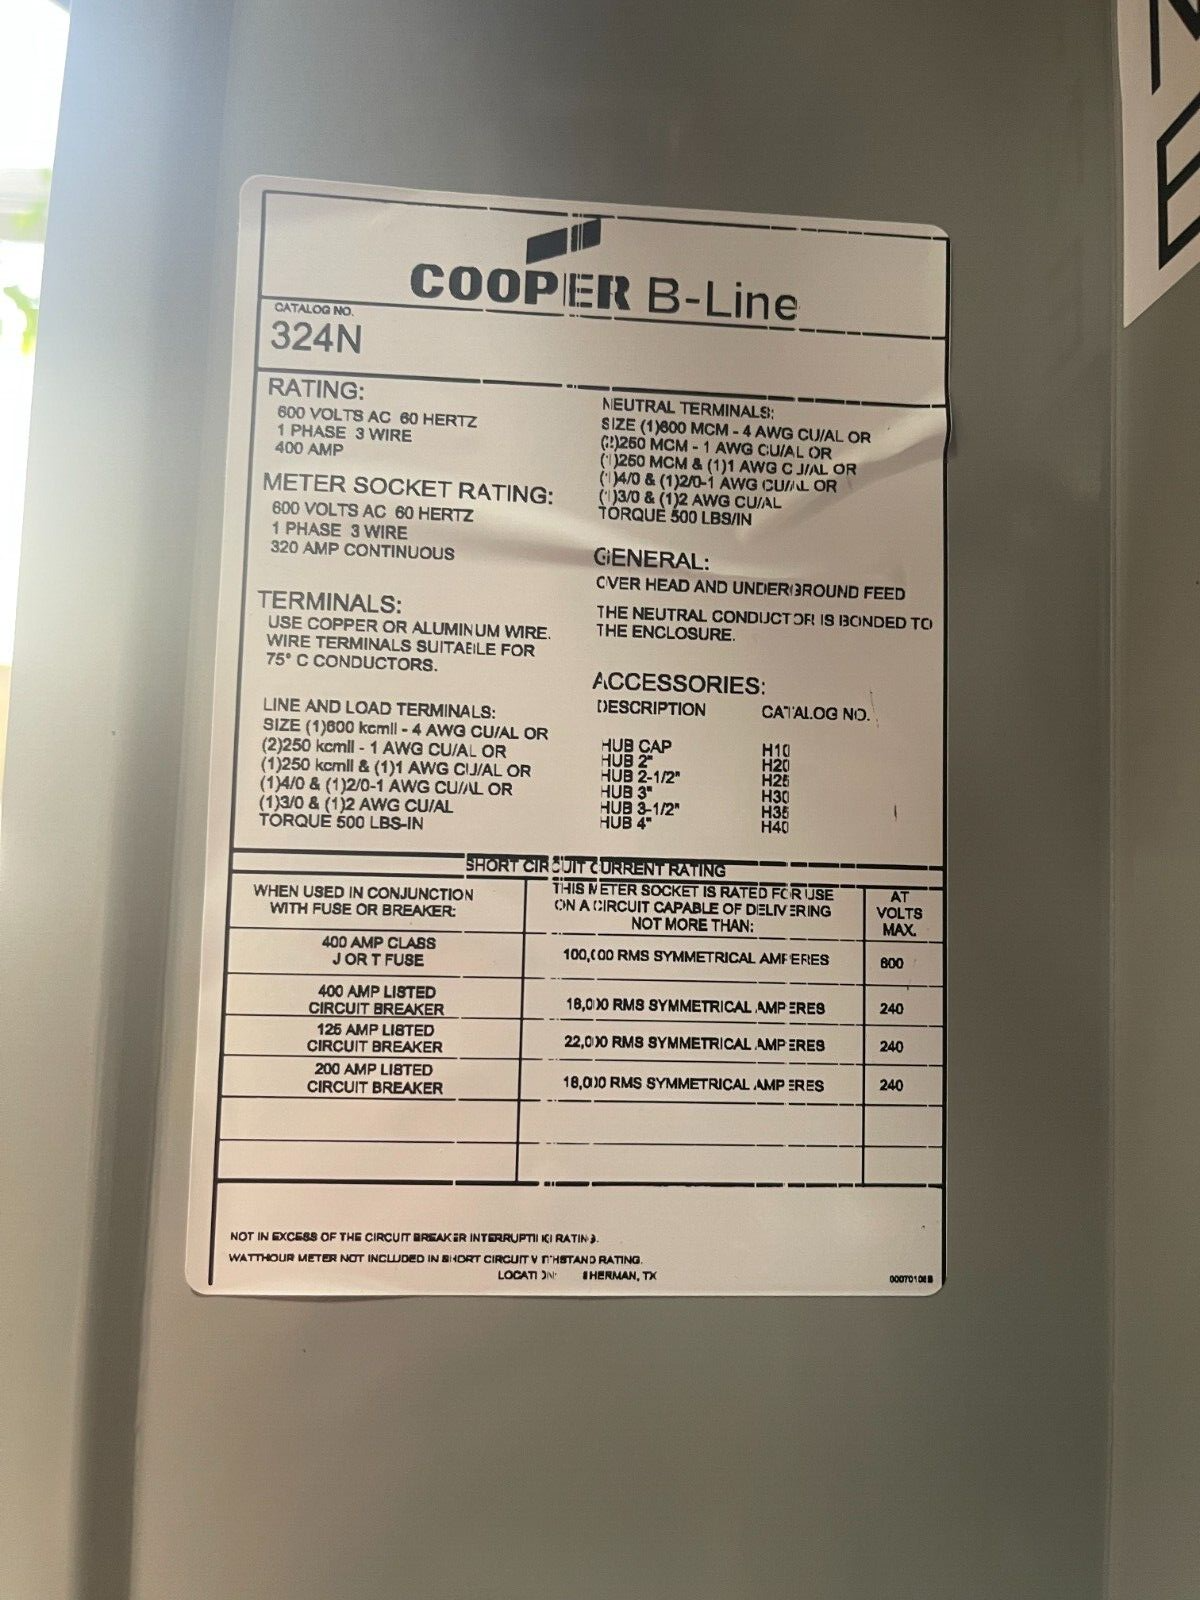 COOPER B-Line
CATALOG NO.
324N
RATING:
600 VOLTS AC 60 HERTZ
1 PHASE 3 WIRE
400 AMP
METER SOCKET RATING:
600 VOLTS AC 60 HERTZ
1 PHASE 3 WIRE
320 AMP CONTINUOUS
TERMINALS:
USE COPPER OR ALUMINUM WIRE.
WIRE TERMINALS SUITABLE FOR
75° C CONDUCTORS.
LINE AND LOAD TERMINALS:
SIZE (1)600 kcmil - 4 AWG CU/AL OR
(2)250 kcmil - 1 AWG CU/AL OR
(1)250 kcmil & (1)1 AWG CU/AL OR
(1)4/0 & (1)2/0-1 AWG CU/AL OR
(1)3/0 & (1)2 AWG CU/AL
TORQUE 500 LBS-IN
NEUTRAL TERMINALS:
SIZE (1)600 MCM - 4 AWG CU/AL OR
(2)250 MCM - 1 AWG CU/AL OR
(1)250 MCM & (1)1 AWG CU/AL OR
(1)4/0 & (1)2/0-1 AWG CU/AL OR
(1)3/0 & (1)2 AWG CU/AL
TORQUE 500 LBS/IN
GENERAL:
OVER HEAD AND UNDERGROUND FEED
THE NEUTRAL CONDUCTOR IS BONDED TO
THE ENCLOSURE.
ACCESSORIES:
DESCRIPTION CATALOG NO.
HUB CAP H10
HUB 2" H20
HUB 2-1/2" H25
HUB 3" H30
HUB 3-1/2" H35
HUB 4" H40
SHORT CIRCUIT CURRENT RATING
WHEN USED IN CONJUNCTION
WITH FUSE OR BREAKER:
THIS METER SOCKET IS RATED FOR USE
ON A CIRCUIT CAPABLE OF DELIVERING
NOT MORE THAN:
AT
VOLTS
MAX.
400 AMP CLASS
J OR T FUSE
100,000 RMS SYMMETRICAL AMPERES
600
400 AMP LISTED
CIRCUIT BREAKER
18,000 RMS SYMMETRICAL AMPERES
240
125 AMP LISTED
CIRCUIT BREAKER
22,000 RMS SYMMETRICAL AMPERES
240
200 AMP LISTED
CIRCUIT BREAKER
18,000 RMS SYMMETRICAL AMPERES
240
NOT IN EXCESS OF THE CIRCUIT BREAKER INTERRUPTING RATING.
WATTHOUR METER NOT INCLUDED IN SHORT CIRCUIT WITHSTAND RATING.
LOCATION: SHERMAN, TX